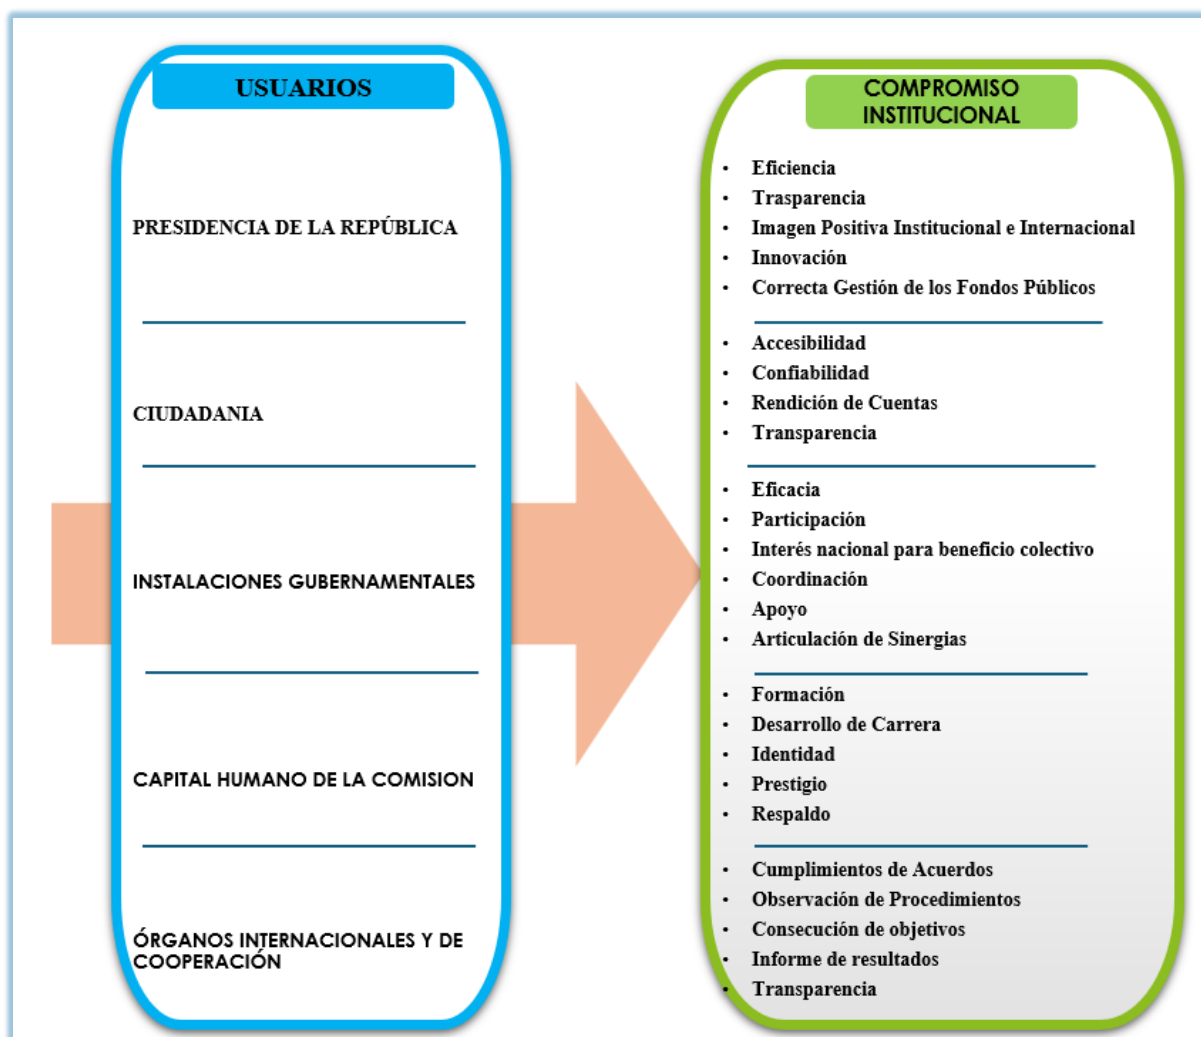 USUARIOS
PRESIDENCIA DE LA REPÚBLICA
CIUDADANIA
INSTALACIONES GUBERNAMENTALES
CAPITAL HUMANO DE LA COMISION
ÓRGANOS INTERNACIONALES Y DE
COOPERACIÓN
COMPROMISO
INSTITUCIONAL
• Eficiencia
• Trasparencia
• Imagen Positiva Institucional e Internacional
• Innovación
• Correcta Gestión de los Fondos Públicos
• Accesibilidad
• Confiabilidad
• Rendición de Cuentas
• Transparencia
• Eficacia
• Participación
• Interés nacional para beneficio colectivo
• Coordinación
• Apoyo
• Articulación de Sinergias
• Formación
• Desarrollo de Carrera
• Identidad
• Prestigio
• Respaldo
• Cumplimientos de Acuerdos
• Observación de Procedimientos
• Consecución de objetivos
• Informe de resultados
• Transparencia